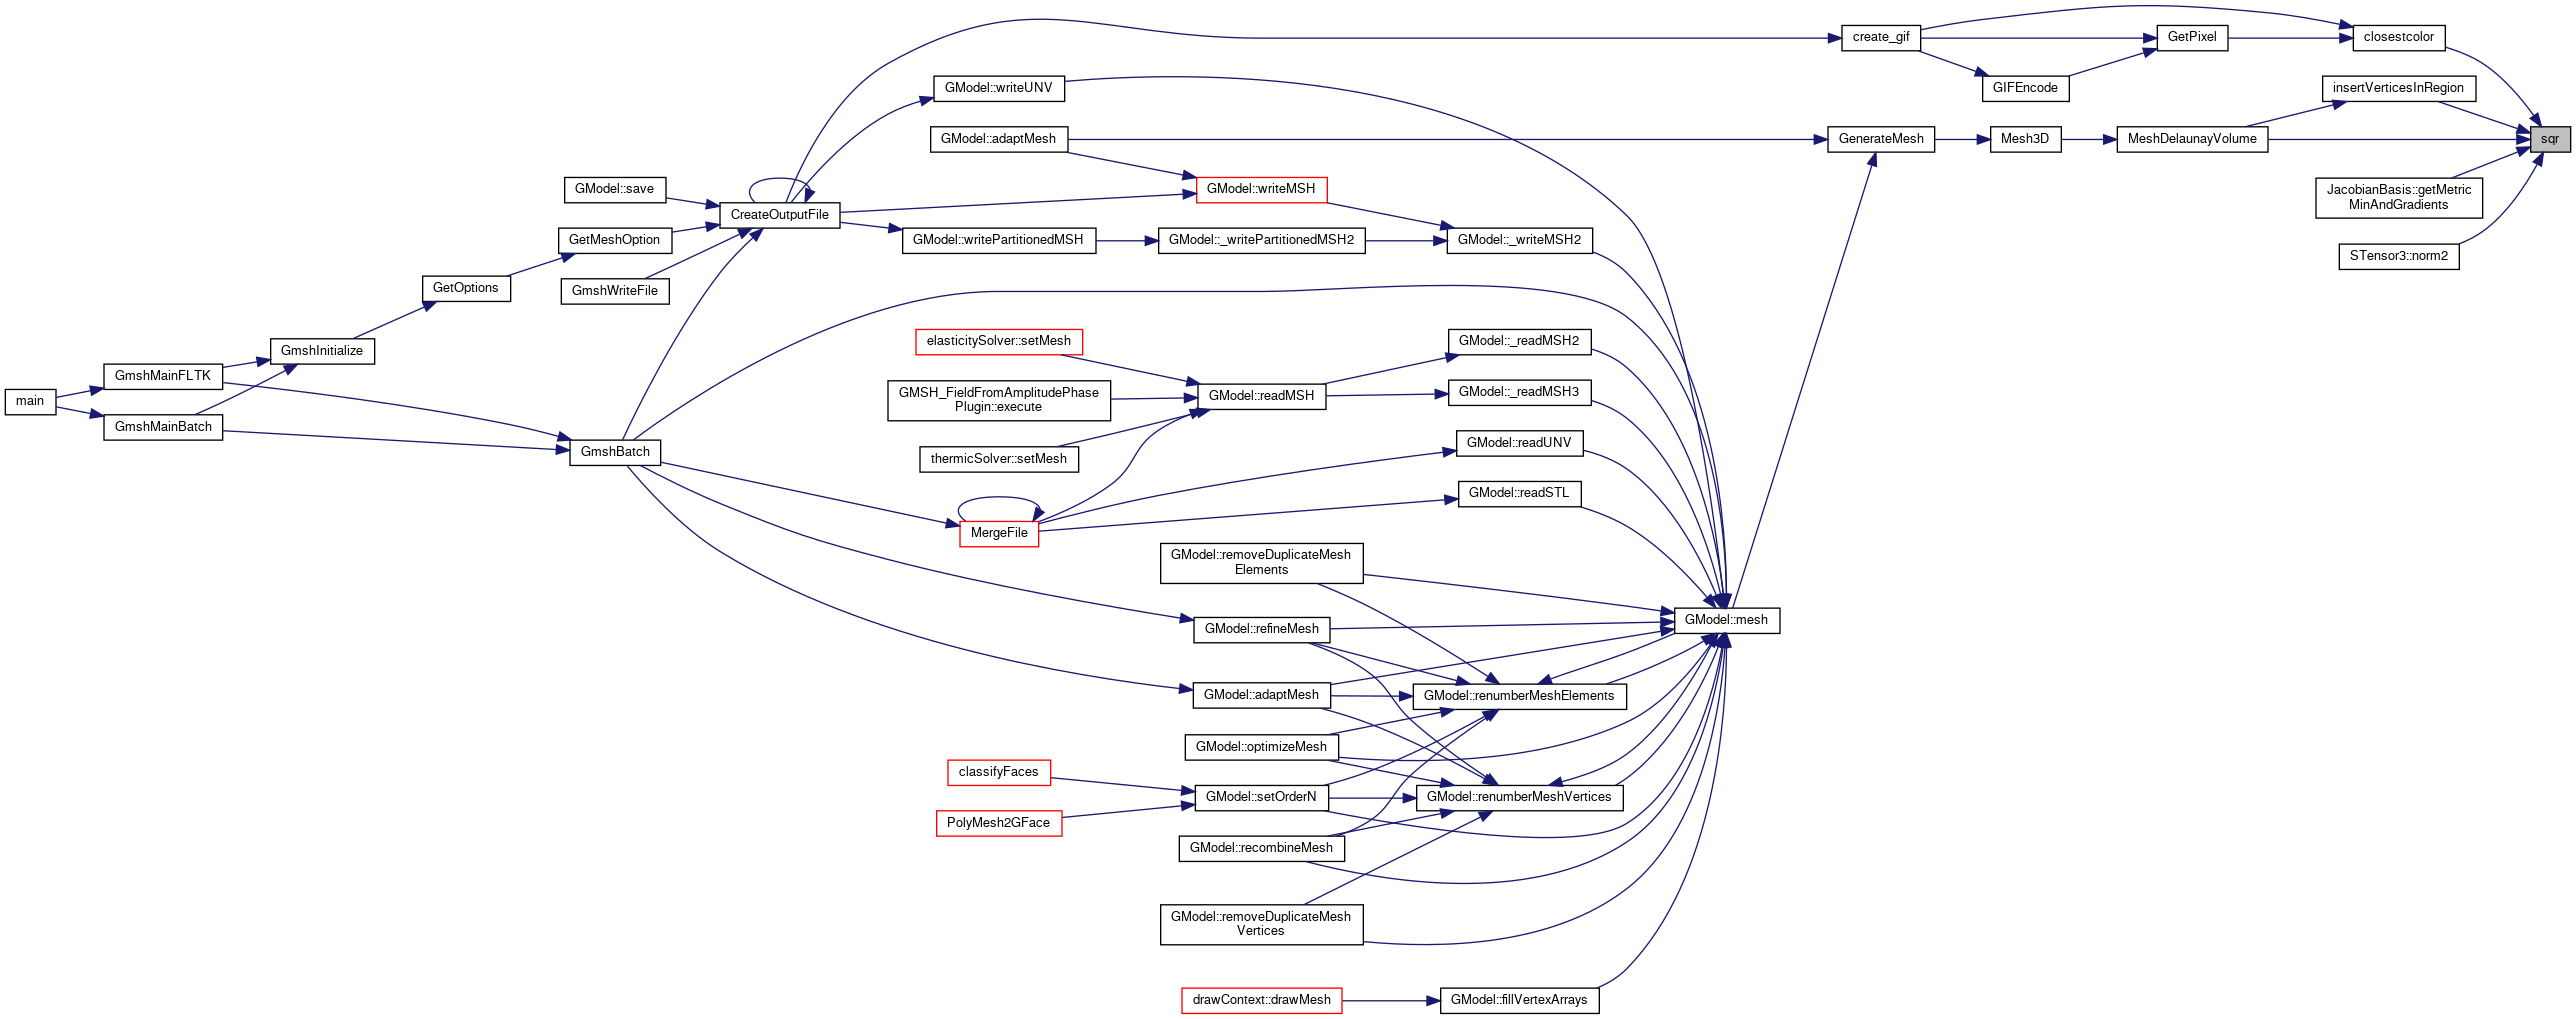 create_gif
GetPixel
closestcolor
GModel::writeUNV
GIFEncode
insertVerticesInRegion
GModel::adaptMesh
GenerateMesh
Mesh3D
MeshDelaunayVolume
sqr
GModel::save
GModel::writeMSH
JacobianBasis::getMetric
MinAndGradients
CreateOutputFile
GetMeshOption
GModel::writePartitionedMSH
GModel::_writePartitionedMSH2
GModel::_writeMSH2
STensor3::norm2
GetOptions
GmshWriteFile
elasticitySolver::setMesh
GModel::_readMSH2
GmshInitialize
GmshMainFLTK
GMSH_FieldFromAmplitudePhase
Plugin::execute
GModel::readMSH
GModel::_readMSH3
main
GmshMainBatch
GmshBatch
thermicSolver::setMesh
GModel::readUNV
GModel::readSTL
MergeFile
GModel::removeDuplicateMesh
Elements
GModel::refineMesh
GModel::mesh
GModel::adaptMesh
GModel::renumberMeshElements
GModel::optimizeMesh
classifyFaces
GModel::setOrderN
GModel::renumberMeshVertices
PolyMesh2GFace
GModel::recombineMesh
GModel::removeDuplicateMesh
Vertices
drawContext::drawMesh
GModel::fillVertexArrays